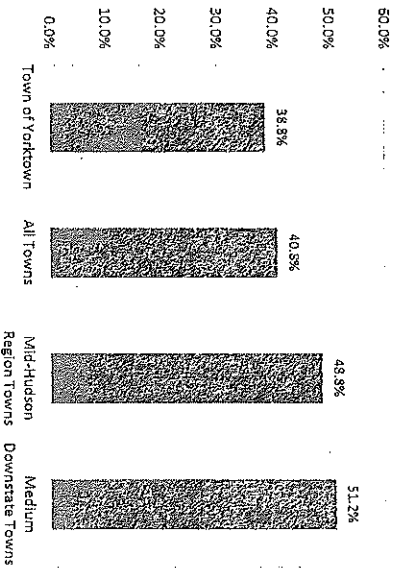 60.0%
50.0%
40.0%
30.0%
20.0%
10.0%
0.0%
38.8%
40.8%
48.8%
51.2%
Town of Yorktown
All Towns
Mid-Hudson
Region Towns
Medium
Downstate Towns